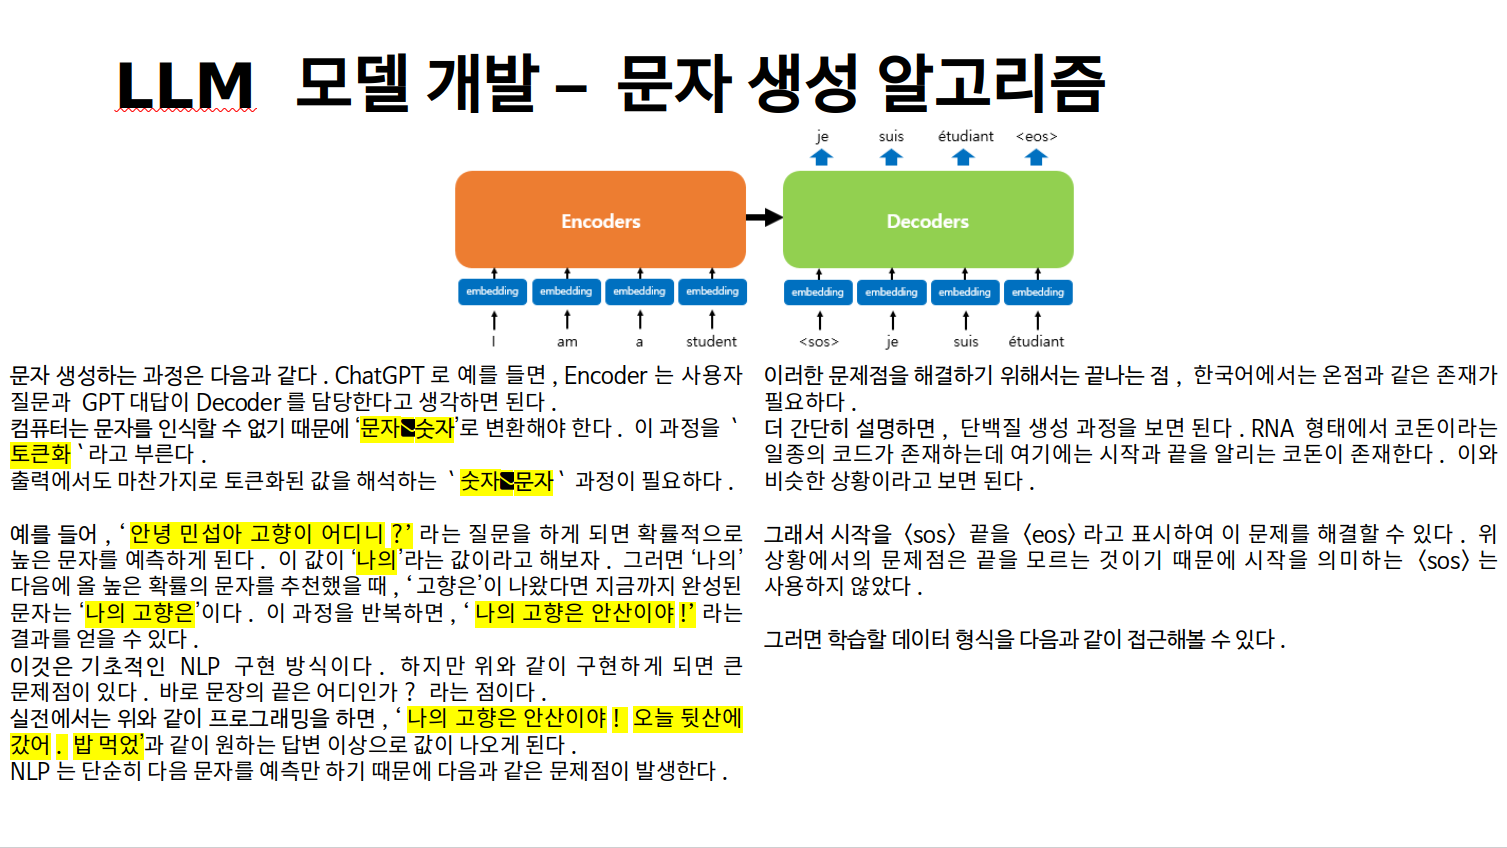 LLM 모델 개발 – 문자 생성 알고리즘
je suis étudiant <eos>
Encoders Decoders
embedding embedding embedding embedding embedding embedding embedding embedding
I am a student <sos> je suis étudiant
문자 생성하는 과정은 다음과 같다 . ChatGPT 로 예를 들면 , Encoder 는 사용자
질문과 GPT 대답이 Decoder 를 담당한다고 생각하면 된다 .
컴퓨터는 문자를 인식할 수 없기 때문에 ‘문자숫자’로 변환해야 한다 . 이 과정을 `
토큰화 ` 라고 부른다 .
출력에서도 마찬가지로 토큰화된 값을 해석하는 ` 숫자문자 ` 과정이 필요하다 .
예를 들어 , ‘ 안녕 민섭아 고향이 어디니 ?’ 라는 질문을 하게 되면 확률적으로
높은 문자를 예측하게 된다 . 이 값이 ‘나의’라는 값이라고 해보자 . 그러면 ‘나의’
다음에 올 높은 확률의 문자를 추천했을 때 , ‘ 고향은’이 나왔다면 지금까지 완성된
문자는 ‘나의 고향은’이다 . 이 과정을 반복하면 , ‘ 나의 고향은 안산이야 !’ 라는
결과를 얻을 수 있다 .
이것은 기초적인 NLP 구현 방식이다 . 하지만 위와 같이 구현하게 되면 큰
문제점이 있다 . 바로 문장의 끝은 어디인가 ? 라는 점이다 .
실전에서는 위와 같이 프로그래밍을 하면 , ‘ 나의 고향은 안산이야 ! 오늘 뒷산에
갔어 . 밥 먹었’과 같이 원하는 답변 이상으로 값이 나오게 된다 .
NLP 는 단순히 다음 문자를 예측만 하기 때문에 다음과 같은 문제점이 발생한다 .
이러한 문제점을 해결하기 위해서는 끝나는 점 , 한국어에서는 온점과 같은 존재가
필요하다 .
더 간단히 설명하면 , 단백질 생성 과정을 보면 된다 . RNA 형태에서 코돈이라는
일종의 코드가 존재하는데 여기에는 시작과 끝을 알리는 코돈이 존재한다 . 이와
비슷한 상황이라고 보면 된다 .
그래서 시작을 〈sos〉 끝을 〈eos〉 라고 표시하여 이 문제를 해결할 수 있다 . 위
상황에서의 문제점은 끝을 모르는 것이기 때문에 시작을 의미하는 〈sos〉 는
사용하지 않았다 .
그러면 학습할 데이터 형식을 다음과 같이 접근해볼 수 있다 .